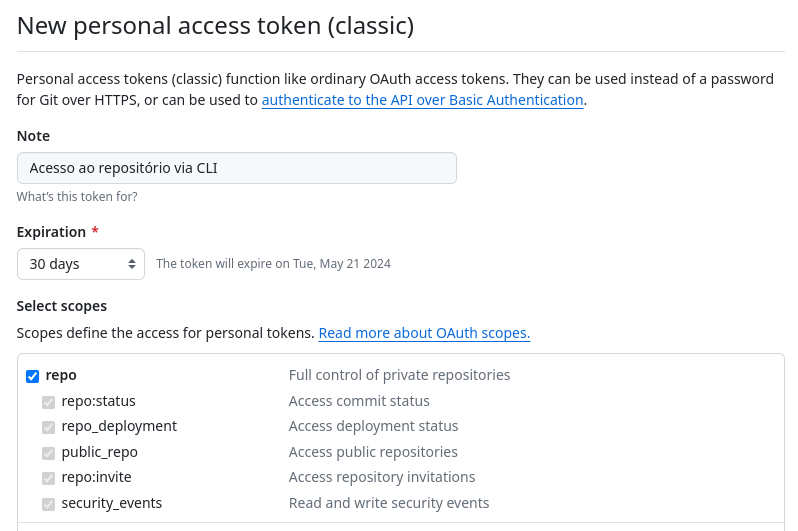 New personal access token (classic)
Personal access tokens (classic) function like ordinary OAuth access tokens. They can be used instead of a password
for Git over HTTPS, or can be used to authenticate to the API over Basic Authentication.
Note
Acesso ao repositório via CLI
What's this token for?
Expiration *
30 days The token will expire on Tue, May 21 2024
Select scopes
Scopes define the access for personal tokens. Read more about OAuth scopes.
repo Full control of private repositories
repo:status Access commit status
repo_deployment Access deployment status
public_repo Access public repositories
repo:invite Access repository invitations
security_events Read and write security events